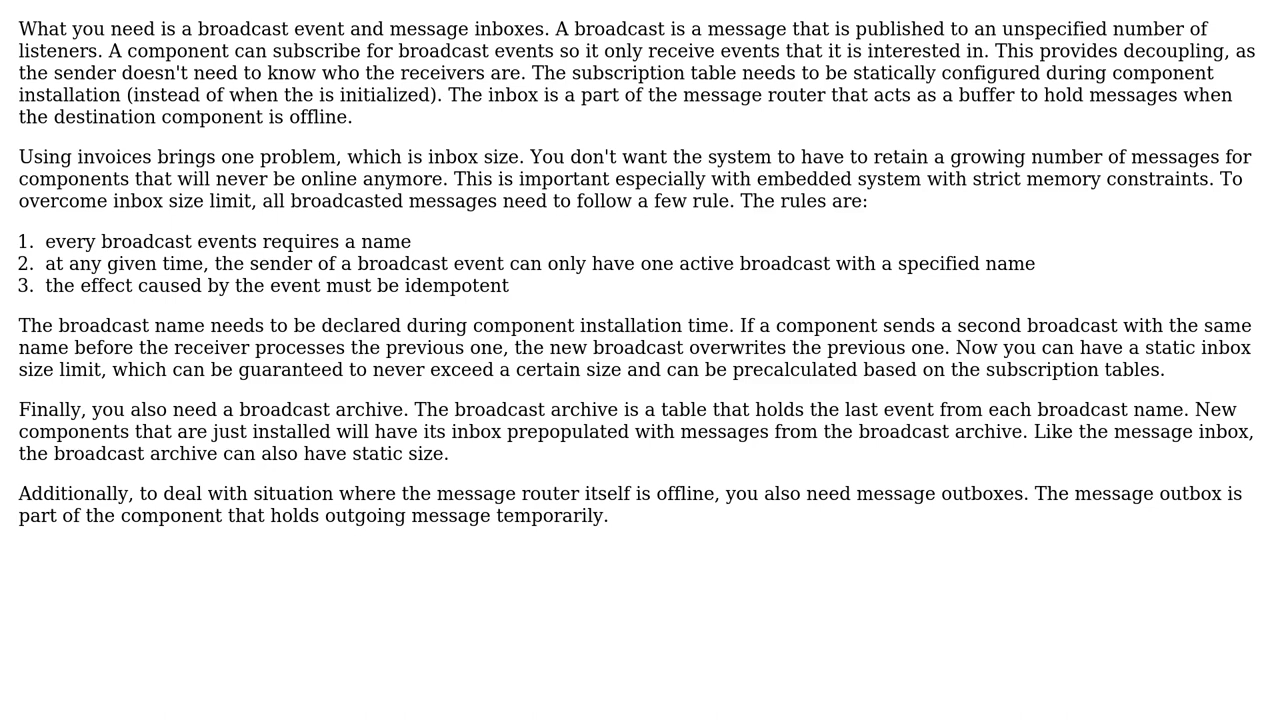 What you need is a broadcast event and message inboxes. A broadcast is a message that is published to an unspecified number of
listeners. A component can subscribe for broadcast events so it only receive events that it is interested in. This provides decoupling, as
the sender doesn't need to know who the receivers are. The subscription table needs to be statically configured during component
installation (instead of when the is initialized). The inbox is a part of the message router that acts as a buffer to hold messages when
the destination component is offline.
Using invoices brings one problem, which is inbox size. You don't want the system to have to retain a growing number of messages for
components that will never be online anymore. This is important especially with embedded system with strict memory constraints. To
overcome inbox size limit, all broadcasted messages need to follow a few rule. The rules are:
1. every broadcast events requires a name
2. at any given time, the sender of a broadcast event can only have one active broadcast with a specified name
3. the effect caused by the event must be idempotent
The broadcast name needs to be declared during component installation time. If a component sends a second broadcast with the same
name before the receiver processes the previous one, the new broadcast overwrites the previous one. Now you can have a static inbox
size limit, which can be guaranteed to never exceed a certain size and can be precalculated based on the subscription tables.
Finally, you also need a broadcast archive. The broadcast archive is a table that holds the last event from each broadcast name. New
components that are just installed will have its inbox prepopulated with messages from the broadcast archive. Like the message inbox,
the broadcast archive can also have static size.
Additionally, to deal with situation where the message router itself is offline, you also need message outboxes. The message outbox is
part of the component that holds outgoing message temporarily.